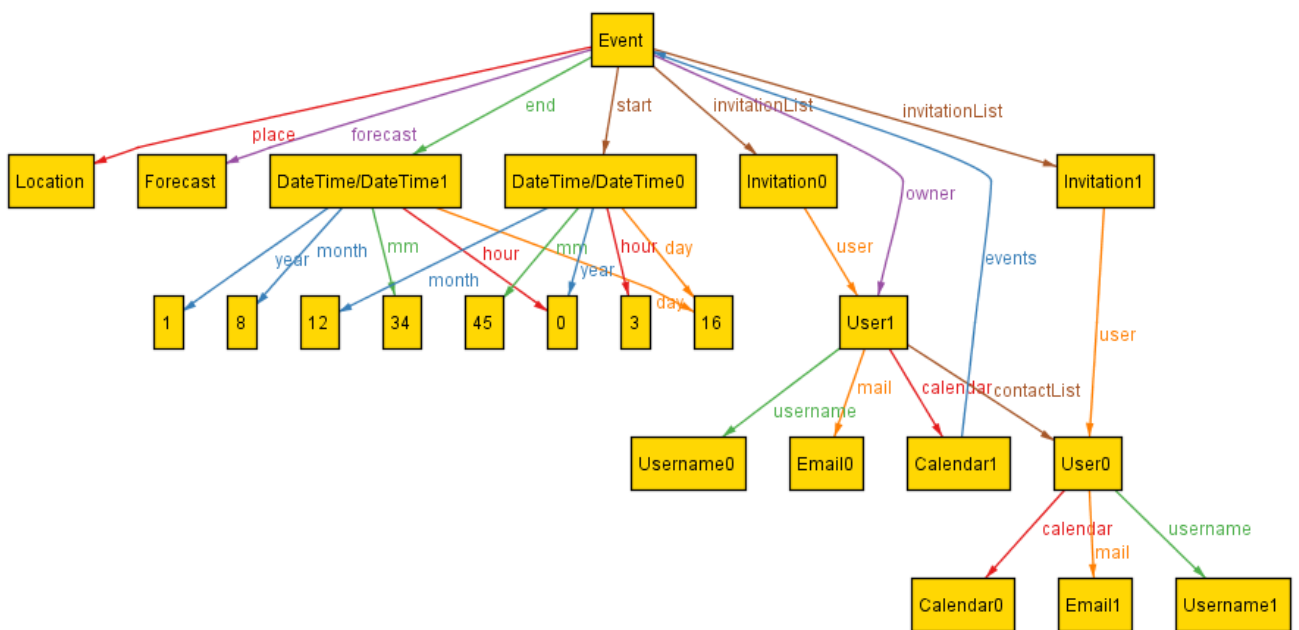 Event
end
start
invitationList
invitationList
place
forecast
Location
Forecast
DateTime/DateTime1
DateTime/DateTime0
Invitation0
Invitation1
owner
year
month
mm
hour
month
mm
year
hour
day
day
user
events
user
1
8
12
34
45
0
3
16
User1
username
mail
calendar
contactList
Username0
Email0
Calendar1
User0
calendar
mail
username
Calendar0
Email1
Username1